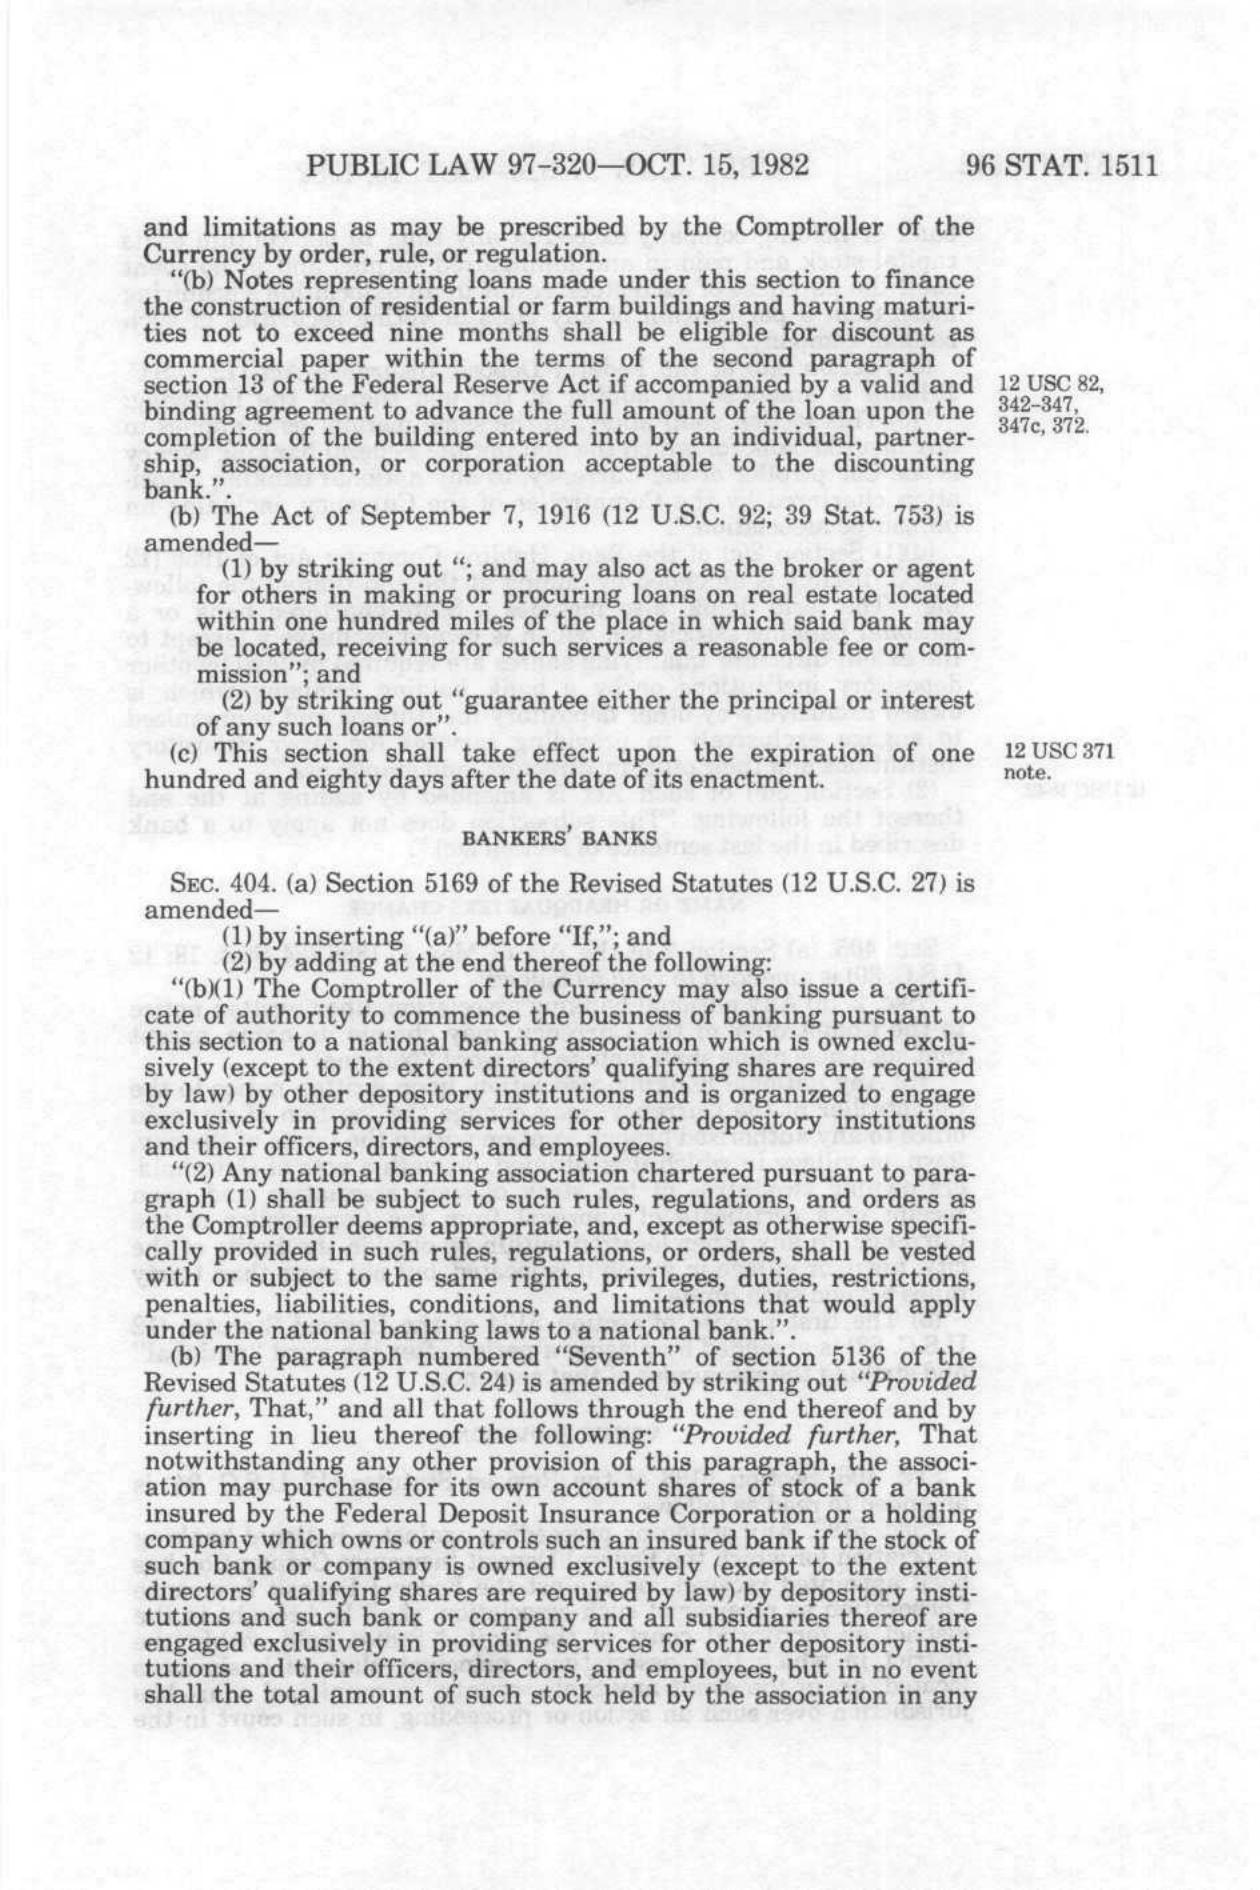 PUBLIC LAW 97-320—OCT. 15, 1982 96 STAT. 1511
and limitations as may be prescribed by the Comptroller of the
Currency by order, rule, or regulation.
“(b) Notes representing loans made under this section to finance
the construction of residential or farm buildings and having maturi-
ties not to exceed nine months shall be eligible for discount as
commercial paper within the terms of the second paragraph of
section 13 of the Federal Reserve Act if accompanied by a valid and
binding agreement to advance the full amount of the loan upon the
completion of the building entered into by an individual, partner-
ship, association, or corporation acceptable to the discounting
bank.”.
12 USC 82,
342-347,
347c, 372.
(b) The Act of September 7, 1916 (12 U.S.C. 92; 39 Stat. 753) is
amended—
(1) by striking out “; and may also act as the broker or agent
for others in making or procuring loans on real estate located
within one hundred miles of the place in which said bank may
be located, receiving for such services a reasonable fee or com-
mission”; and
(2) by striking out “guarantee either the principal or interest
of any such loans or”.
(c) This section shall take effect upon the expiration of one
hundred and eighty days after the date of its enactment.
12 USC 371
note.
BANKERS’ BANKS
SEC. 404. (a) Section 5169 of the Revised Statutes (12 U.S.C. 27) is
amended—
(1) by inserting “(a)” before “If,”; and
(2) by adding at the end thereof the following:
“(b)(1) The Comptroller of the Currency may also issue a certifi-
cate of authority to commence the business of banking pursuant to
this section to a national banking association which is owned exclu-
sively (except to the extent directors’ qualifying shares are required
by law) by other depository institutions and is organized to engage
exclusively in providing services for other depository institutions
and their officers, directors, and employees.
“(2) Any national banking association chartered pursuant to para-
graph (1) shall be subject to such rules, regulations, and orders as
the Comptroller deems appropriate, and, except as otherwise specifi-
cally provided in such rules, regulations, or orders, shall be vested
with or subject to the same rights, privileges, duties, restrictions,
penalties, liabilities, conditions, and limitations that would apply
under the national banking laws to a national bank.”.
(b) The paragraph numbered “Seventh” of section 5136 of the
Revised Statutes (12 U.S.C. 24) is amended by striking out “Provided
further, That,” and all that follows through the end thereof and by
inserting in lieu thereof the following: “Provided further, That
notwithstanding any other provision of this paragraph, the associ-
ation may purchase for its own account shares of stock of a bank
insured by the Federal Deposit Insurance Corporation or a holding
company which owns or controls such an insured bank if the stock of
such bank or company is owned exclusively (except to the extent
directors’ qualifying shares are required by law) by depository insti-
tutions and such bank or company and all subsidiaries thereof are
engaged exclusively in providing services for other depository insti-
tutions and their officers, directors, and employees, but in no event
shall the total amount of such stock held by the association in any